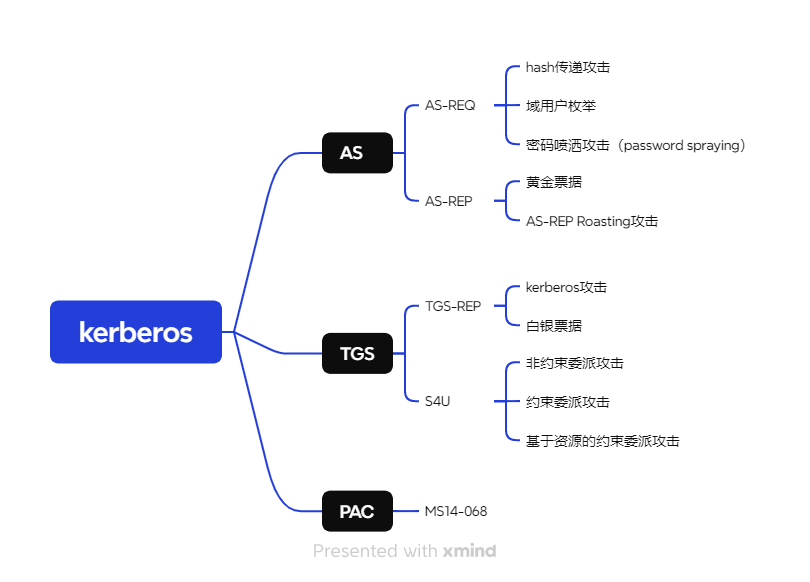 kerberos
AS
AS-REQ
hash传递攻击
域用户枚举
密码喷洒攻击（password spraying）
AS-REP
黄金票据
AS-REP Roasting攻击
TGS
TGS-REP
kerberos攻击
白银票据
S4U
非约束委派攻击
约束委派攻击
基于资源的约束委派攻击
PAC
MS14-068
Presented with xmind